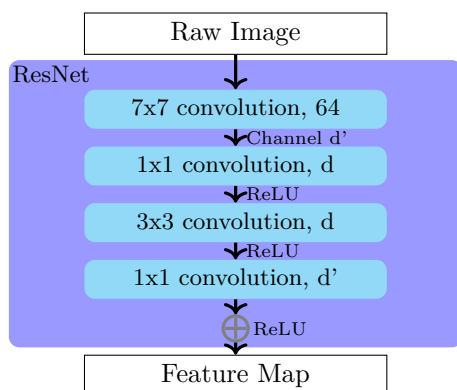 Raw Image
ResNet
7x7 convolution, 64
Channel d'
1x1 convolution, d
ReLU
3x3 convolution, d
ReLU
1x1 convolution, d'
ReLU
Feature Map